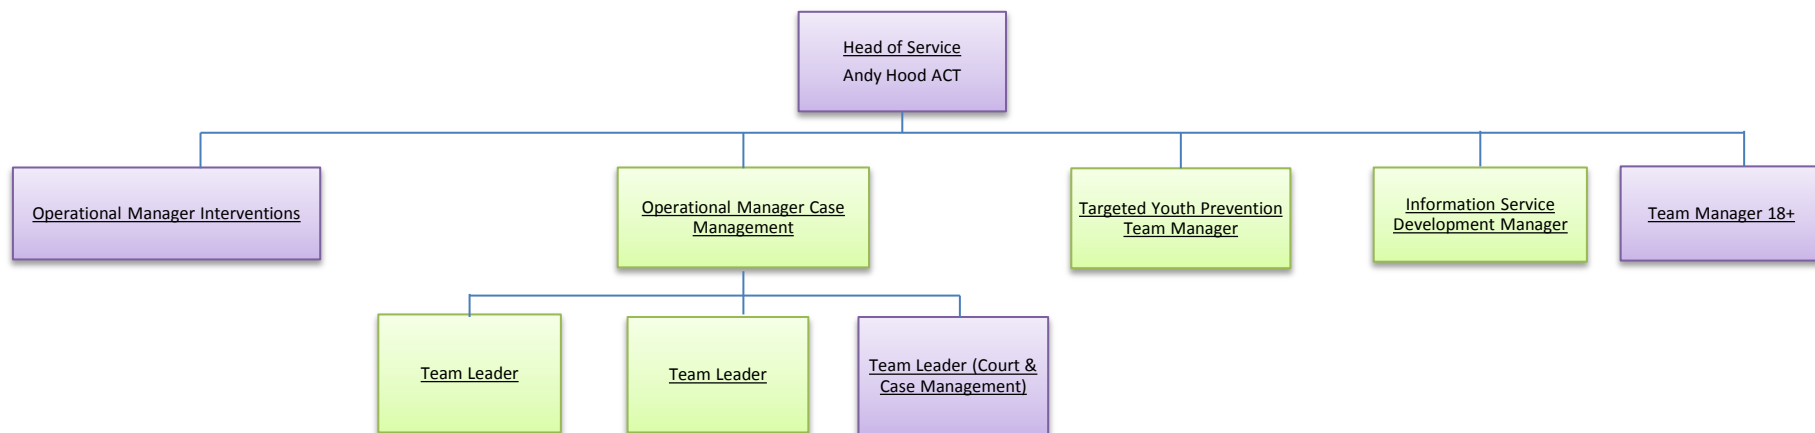 Head of Service
Andy Hood ACT
Operational Manager Interventions
Operational Manager Case
Management
Targeted Youth Prevention
Team Manager
Information Service
Development Manager
Team Manager 18+
Team Leader
Team Leader
Team Leader (Court &
Case Management)